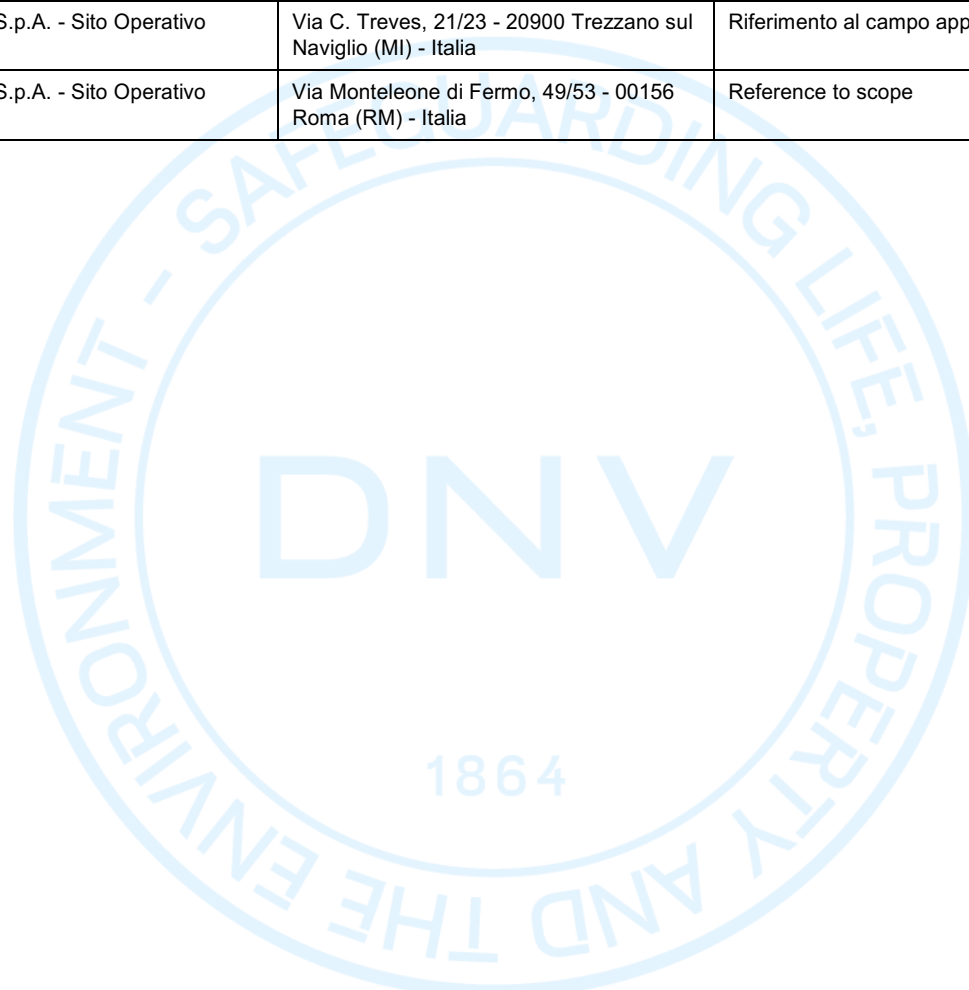 S.p.A. - Sito Operativo
Via C. Treves, 21/23 - 20900 Trezzano sul
Naviglio (MI) - Italia
Riferimento al campo app
S.p.A. - Sito Operativo
Via Monteleone di Fermo, 49/53 - 00156
Roma (RM) - Italia
Reference to scope
SAFEGUARDING LIFE, PROPERTY AND THE ENVIRONMENT -
DNV
1864